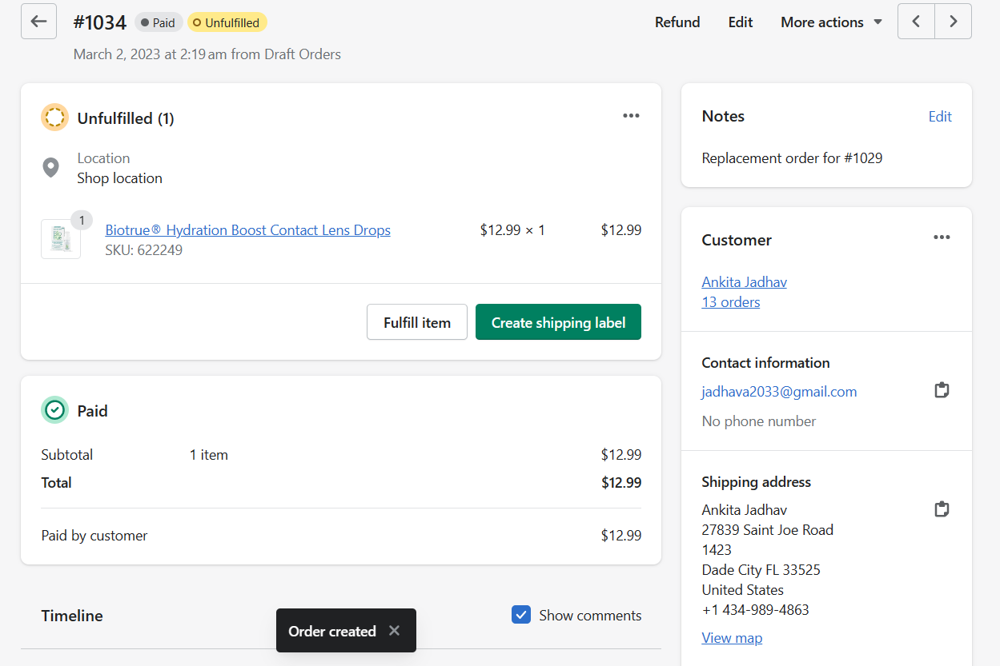 #1034 Paid Unfulfilled
Refund Edit More actions
March 2, 2023 at 2:19 am from Draft Orders
Unfulfilled (1)
Location
Shop location
1
Biotrue® Hydration Boost Contact Lens Drops $12.99 × 1 $12.99
SKU: 622249
Fulfill item Create shipping label
Paid
Subtotal 1 item $12.99
Total $12.99
Paid by customer $12.99
Timeline
Show comments
Order created
Notes Edit
Replacement order for #1029
Customer
Ankita Jadhav
13 orders
Contact information
jadhava2033@gmail.com
No phone number
Shipping address
Ankita Jadhav
27839 Saint Joe Road
1423
Dade City FL 33525
United States
+1 434-989-4863
View map